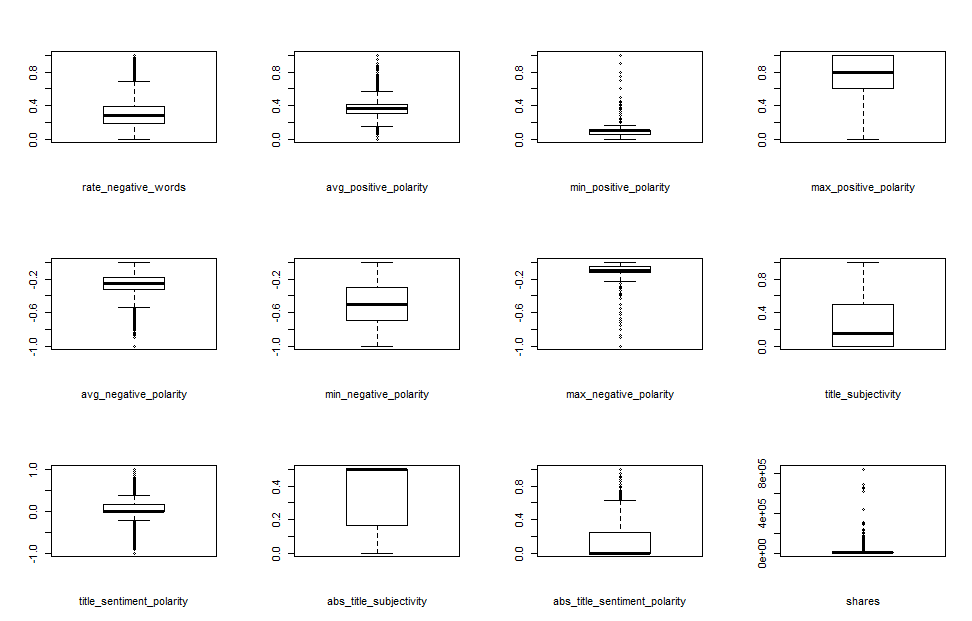 0.0 0.4 0.8
rate_negative_words
0.0 0.4 0.8
avg_positive_polarity
0.0 0.4 0.8
min_positive_polarity
0.0 0.4 0.8
max_positive_polarity
-1.0 -0.6 -0.2
avg_negative_polarity
-1.0 -0.6 -0.2
min_negative_polarity
-1.0 -0.6 -0.2
max_negative_polarity
0.0 0.4 0.8
title_subjectivity
-1.0 0.0 1.0
title_sentiment_polarity
0.0 0.2 0.4
abs_title_subjectivity
0.0 0.4 0.8
abs_title_sentiment_polarity
0e+00 4e+05 8e+05
shares